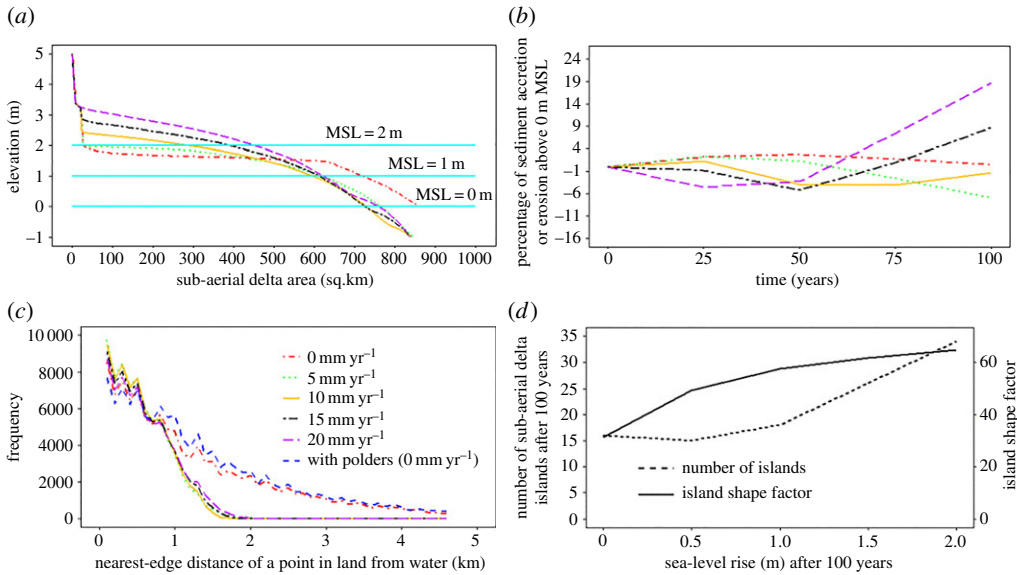 (a)
elevation (m)
5
4
3
2
1
0
−1
MSL = 2 m
MSL = 1 m
MSL = 0 m
0 100 200 300 400 500 600 700 800 900 1000
sub-aerial delta area (sq.km)
(b)
percentage of sediment accretion
or erosion above 0 m MSL
24
19
14
9
4
−1
−6
−11
−16
0 25 50 75 100
time (years)
(c)
frequency
10 000
8000
6000
4000
2000
0
0 mm yr⁻¹
5 mm yr⁻¹
10 mm yr⁻¹
15 mm yr⁻¹
20 mm yr⁻¹
with polders (0 mm yr⁻¹)
0 1 2 3 4 5
nearest-edge distance of a point in land from water (km)
(d)
number of sub-aerial delta
islands after 100 years
35
30
25
20
15
10
5
0
number of islands
island shape factor
60
40
20
0
island shape factor
0 0.5 1.0 1.5 2.0
sea-level rise (m) after 100 years